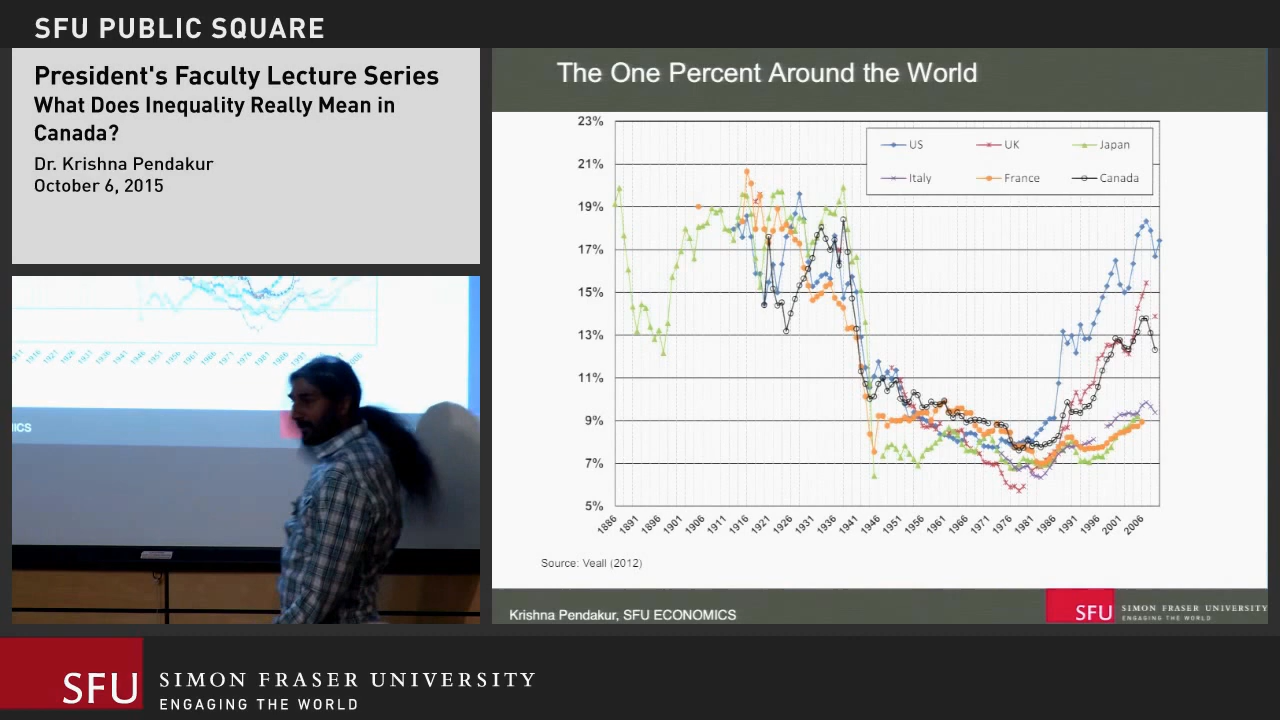 SFU PUBLIC SQUARE
President's Faculty Lecture Series
What Does Inequality Really Mean in
Canada?
Dr. Krishna Pendakur
October 6, 2015
The One Percent Around the World
23%
21%
19%
17%
15%
13%
11%
9%
7%
5%
US UK Japan
Italy France Canada
1886 1891 1896 1901 1906 1911 1916 1921 1926 1931 1936 1941 1946 1951 1956 1961 1966 1971 1976 1981 1986 1991 1996 2001 2006
Source: Veall (2012)
Krishna Pendakur, SFU ECONOMICS
SFU SIMON FRASER UNIVERSITY
ENGAGING THE WORLD
ICS
SFU SIMON FRASER UNIVERSITY
ENGAGING THE WORLD